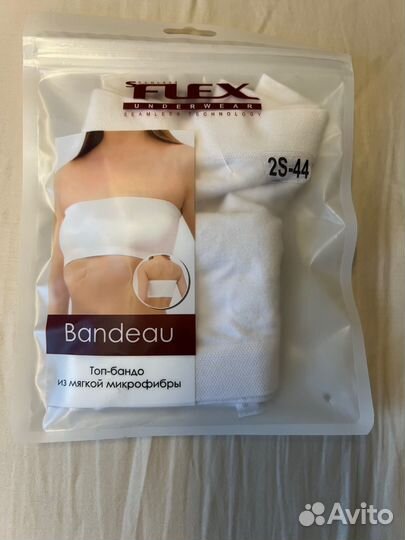 FLEX
UNDERWEAR
SEAMLESS TECHNOLOGY
2S-44
Bandeau
Топ-бандо
из мягкой микрофибры
Avito